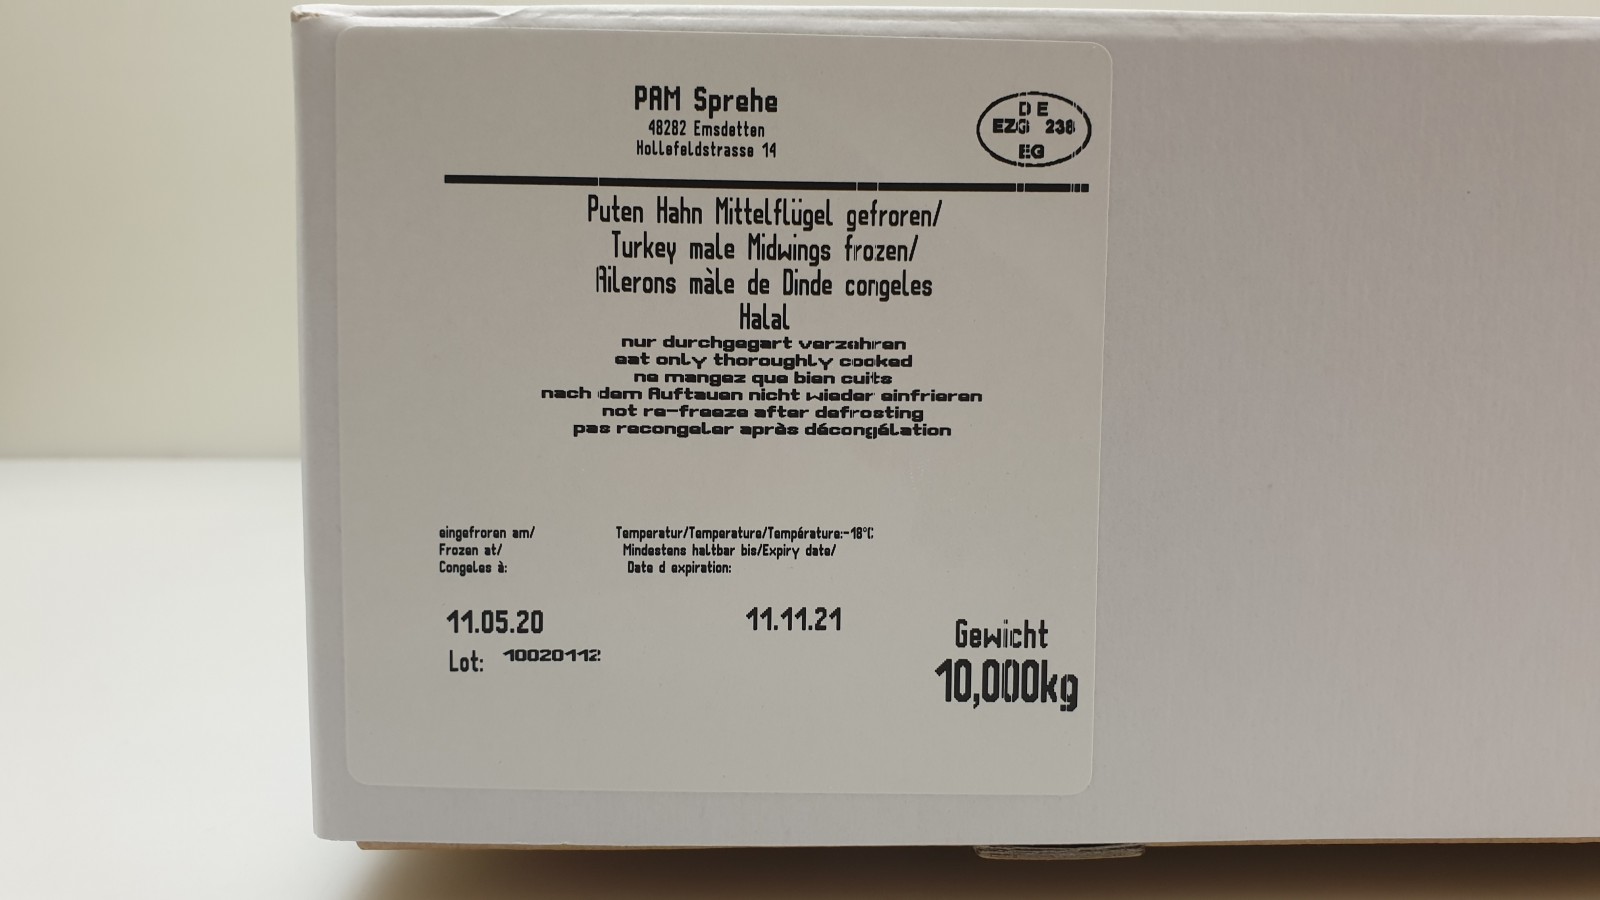 PAM Sprehe
48282 Emsdetten
Hollefeldstrasse 14
DE
EZG 238
EG
Puten Hahn Mittelflügel gefroren/
Turkey male Midwings frozen/
Ailerons màle de Dinde congeles
Halal
nur durchgegart verzehren
eat only thoroughly cooked
ne mangez que bien cuits
nach dem Auftauen nicht wieder einfrieren
not re-freeze after defrosting
pas recongeler après décongélation
eingefroren am/
Frozen at/
Congeles à:
Temperatur/Temperature/Température:-18°C
Mindestens haltbar bis/Expiry date/
Date d expiration:
11.05.20
11.11.21
Lot:
Gewicht
10,000kg